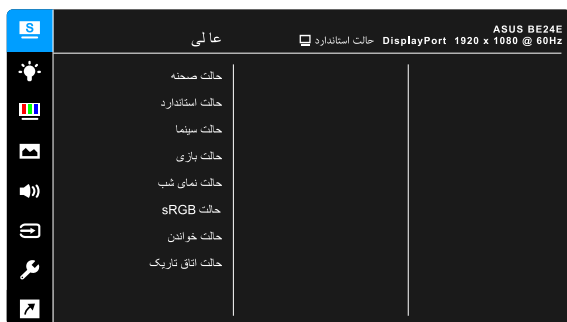 S
عالی
ASUS BE24E
حالت استاندارد DisplayPort 1920 x 1080 @ 60Hz
حالت صحنه
حالت استاندارد
حالت سینما
حالت بازی
حالت نمای شب
حالت sRGB
حالت خواندن
حالت اتاق تاریک